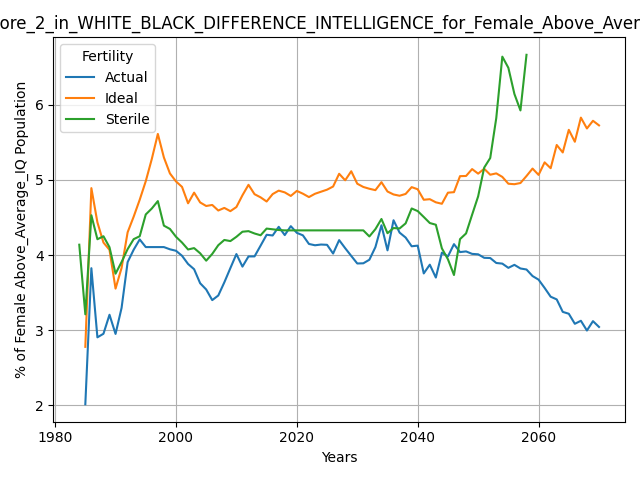 ore_2_in_WHITE_BLACK_DIFFERENCE_INTELLIGENCE_for_Female_Above_Aver
Fertility
Actual
Ideal
Sterile
% of Female Above_Average_IQ Population
6
5
4
3
2
1980 2000 2020 2040 2060
Years